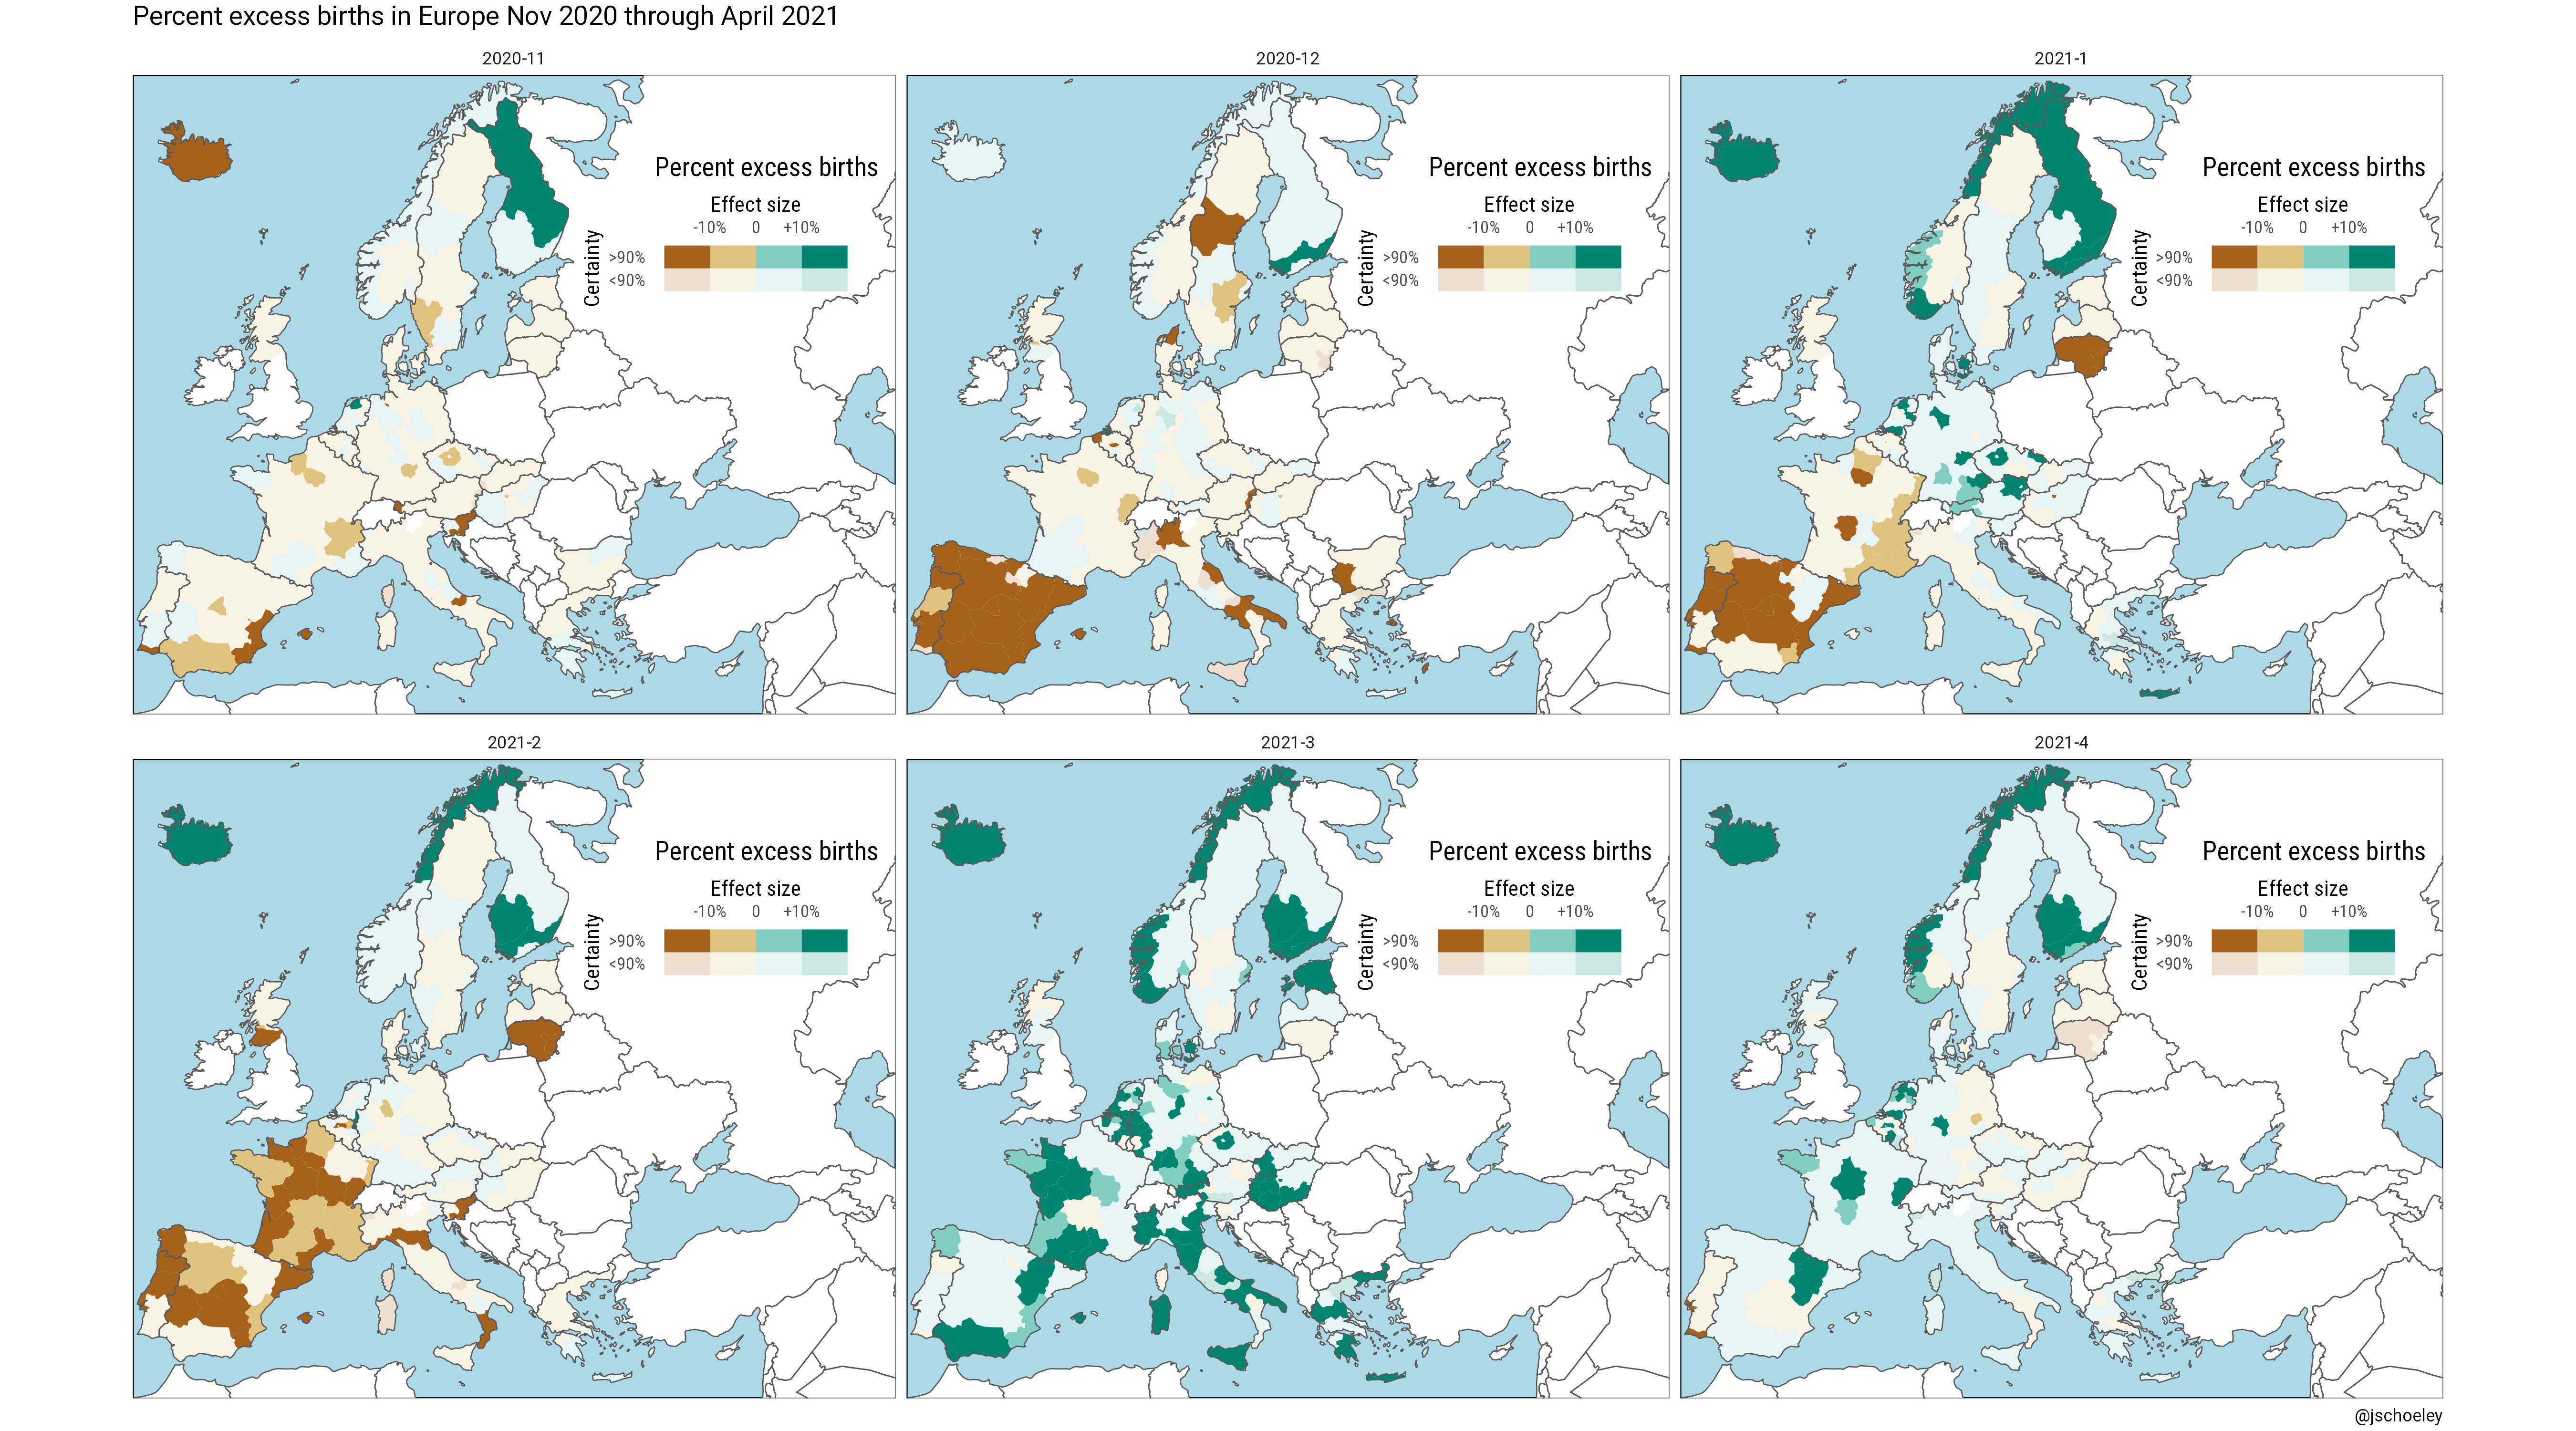 Percent excess births in Europe Nov 2020 through April 2021
2020-11
Percent excess births
Effect size
-10% 0 +10%
Certainty
>90%
<90%
2020-12
Percent excess births
Effect size
-10% 0 +10%
Certainty
>90%
<90%
2021-1
Percent excess births
Effect size
-10% 0 +10%
Certainty
>90%
<90%
2021-2
Percent excess births
Effect size
-10% 0 +10%
Certainty
>90%
<90%
2021-3
Percent excess births
Effect size
-10% 0 +10%
Certainty
>90%
<90%
2021-4
Percent excess births
Effect size
-10% 0 +10%
Certainty
>90%
<90%
@jschoeley